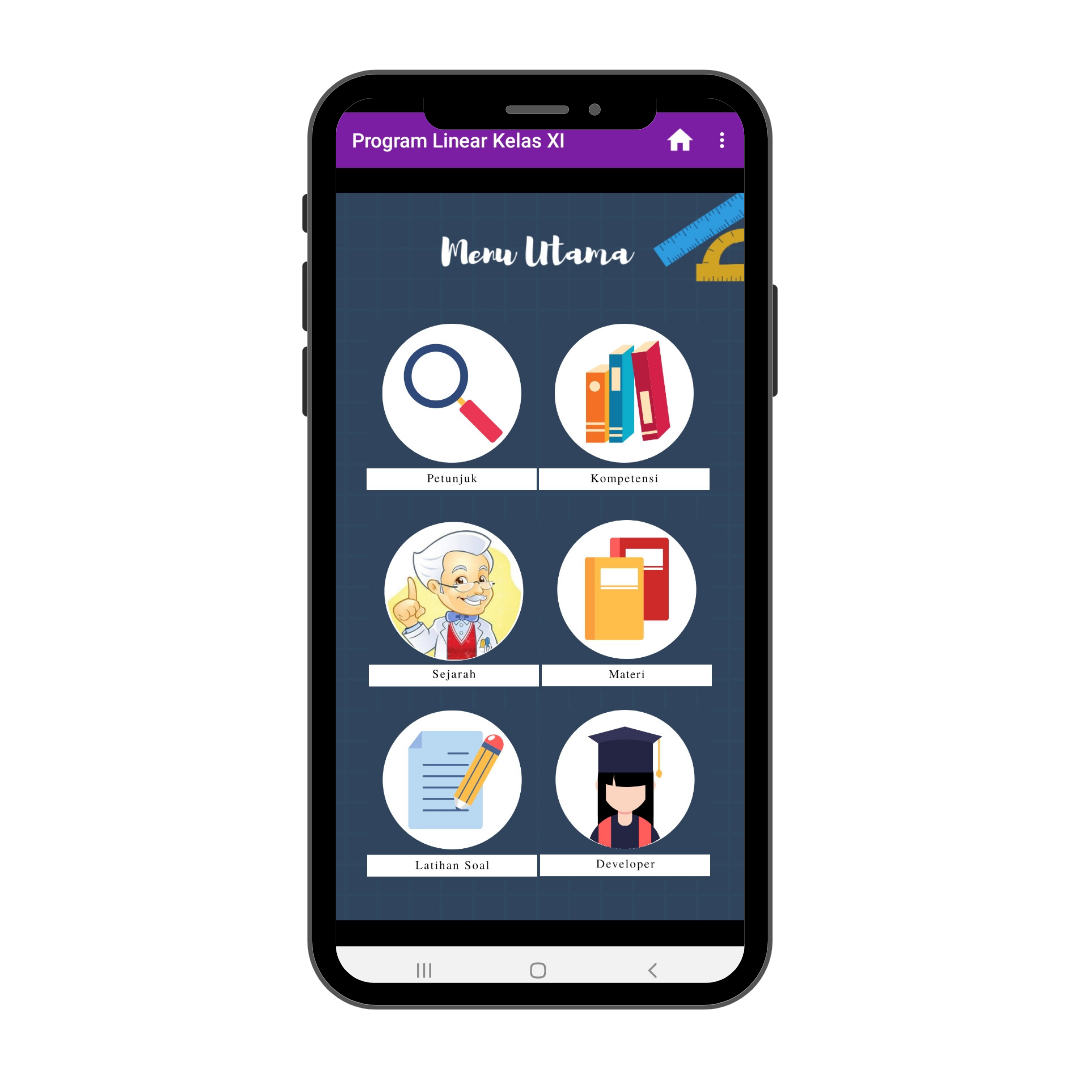 Program Linear Kelas XI
Menu Utama
Petunjuk
Kompetensi
Sejarah
Materi
Latihan Soal
Developer